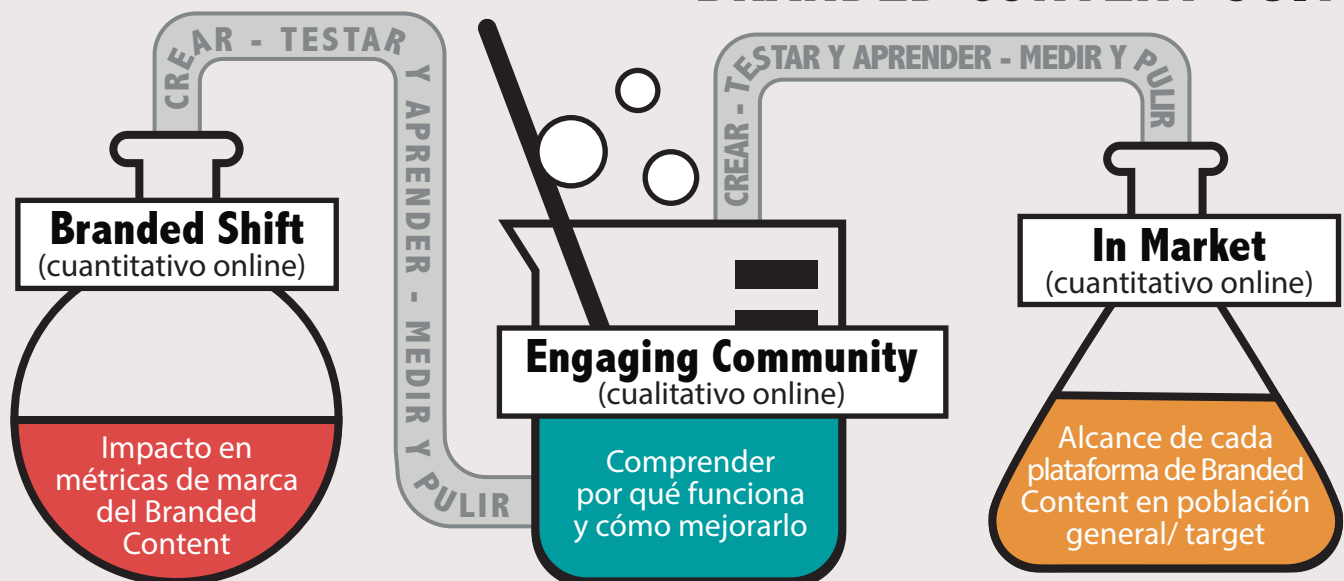 CREAR - TESTAR Y APRENDER - MEDIR Y PULIR
CREAR - TESTAR Y APRENDER - MEDIR Y PULIR
Branded Shift
(cuantitativo online)
Impacto en
métricas de marca
del Branded
Content
Engaging Community
(cualitativo online)
Comprender
por qué funciona
y cómo mejorarlo
In Market
(cuantitativo online)
Alcance de cada
plataforma de Branded
Content en población
general/ target